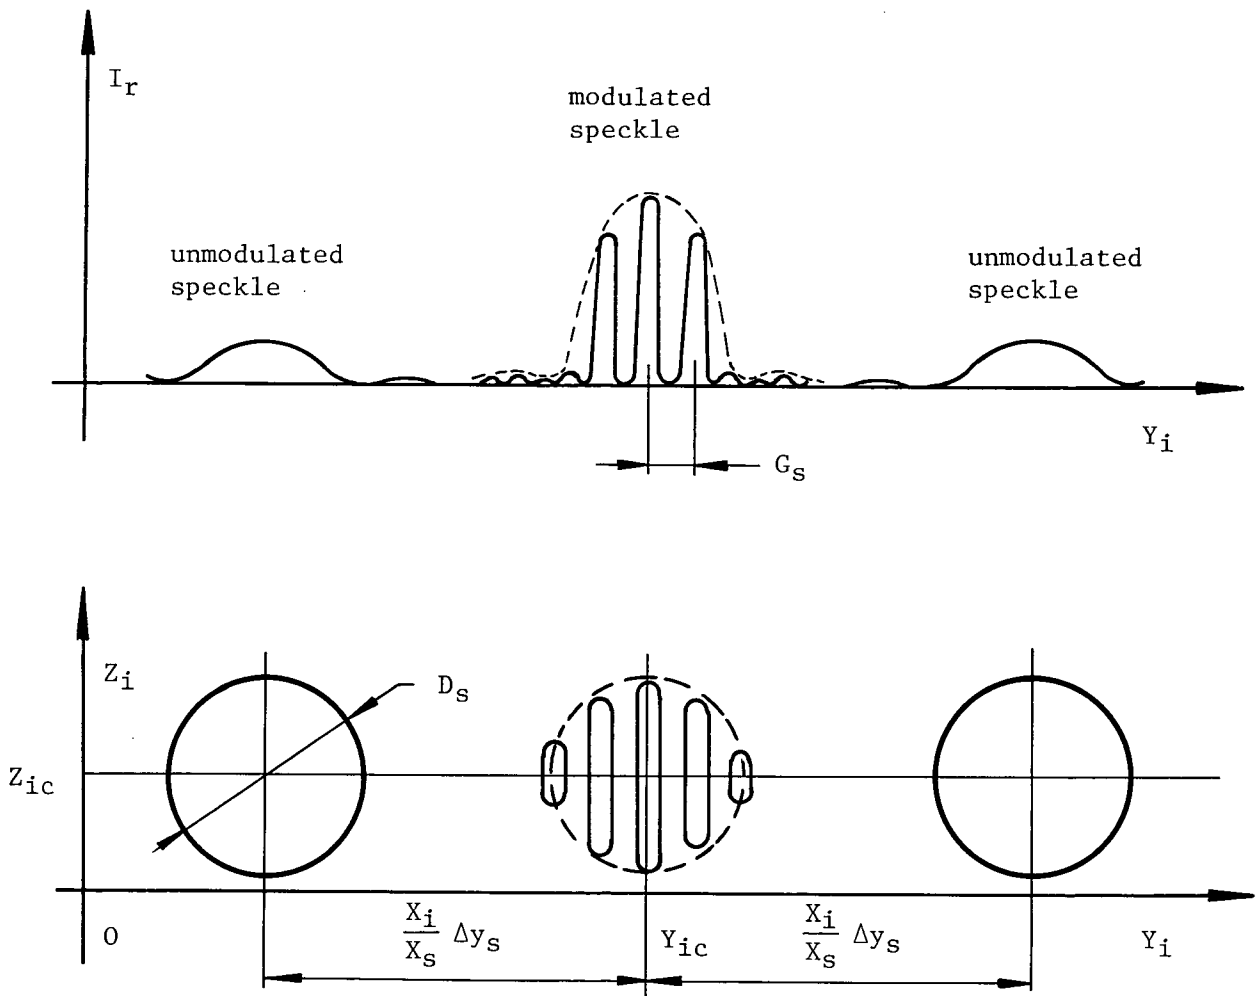 I_r
modulated
speckle
unmodulated
speckle
unmodulated
speckle
Y_i
G_s
Z_i
D_s
Z_ic
O
X_i/X_s Δy_s
Y_ic
X_i/X_s Δy_s
Y_i